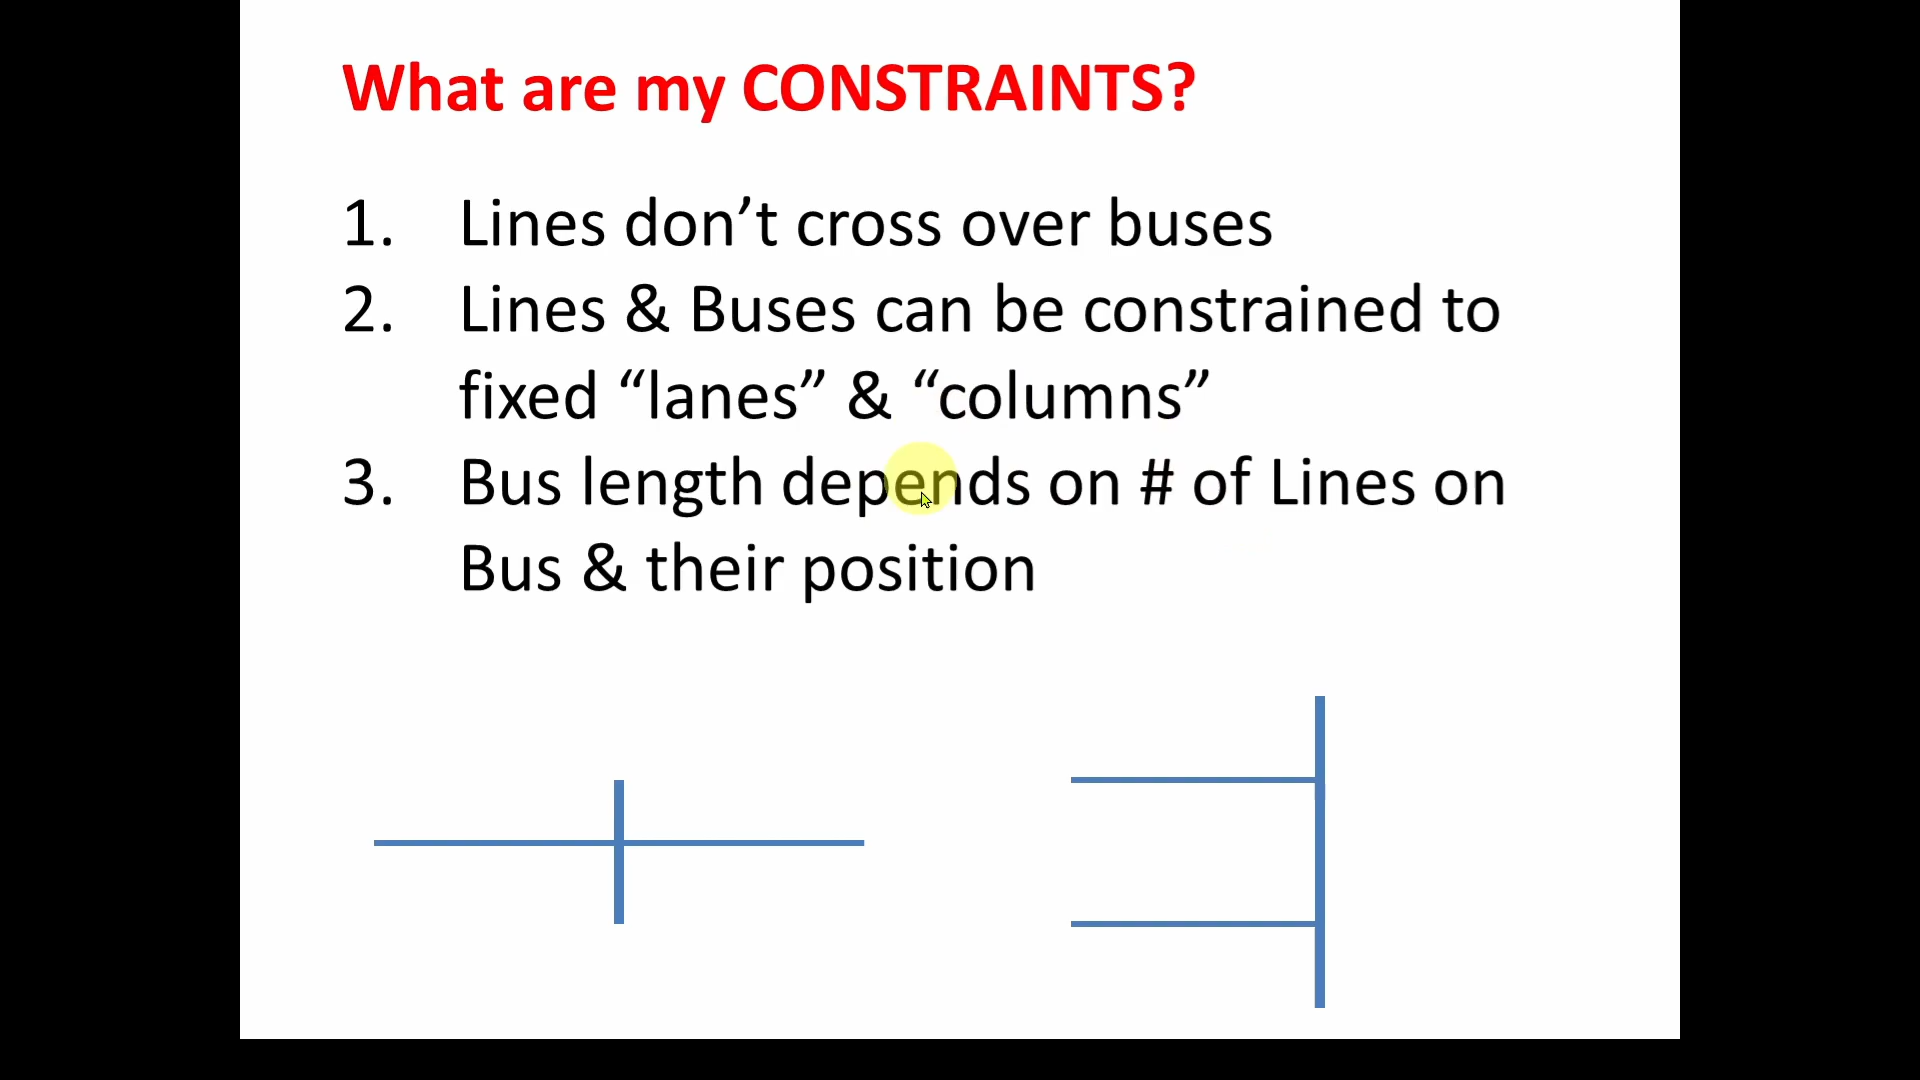 What are my CONSTRAINTS?
1. Lines don’t cross over buses
2. Lines & Buses can be constrained to
fixed “lanes” & “columns”
3. Bus length depends on # of Lines on
Bus & their position